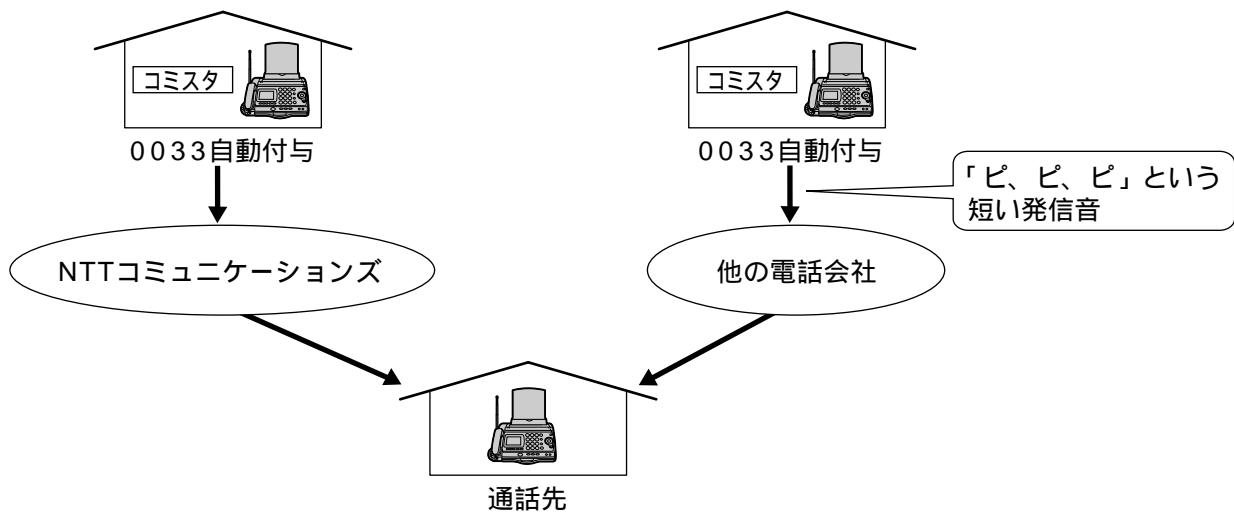 コミスタ
コミスタ
0033自動付与
0033自動付与
「ピ、ピ、ピ」という
短い発信音
NTTコミュニケーションズ
他の電話会社
通話先